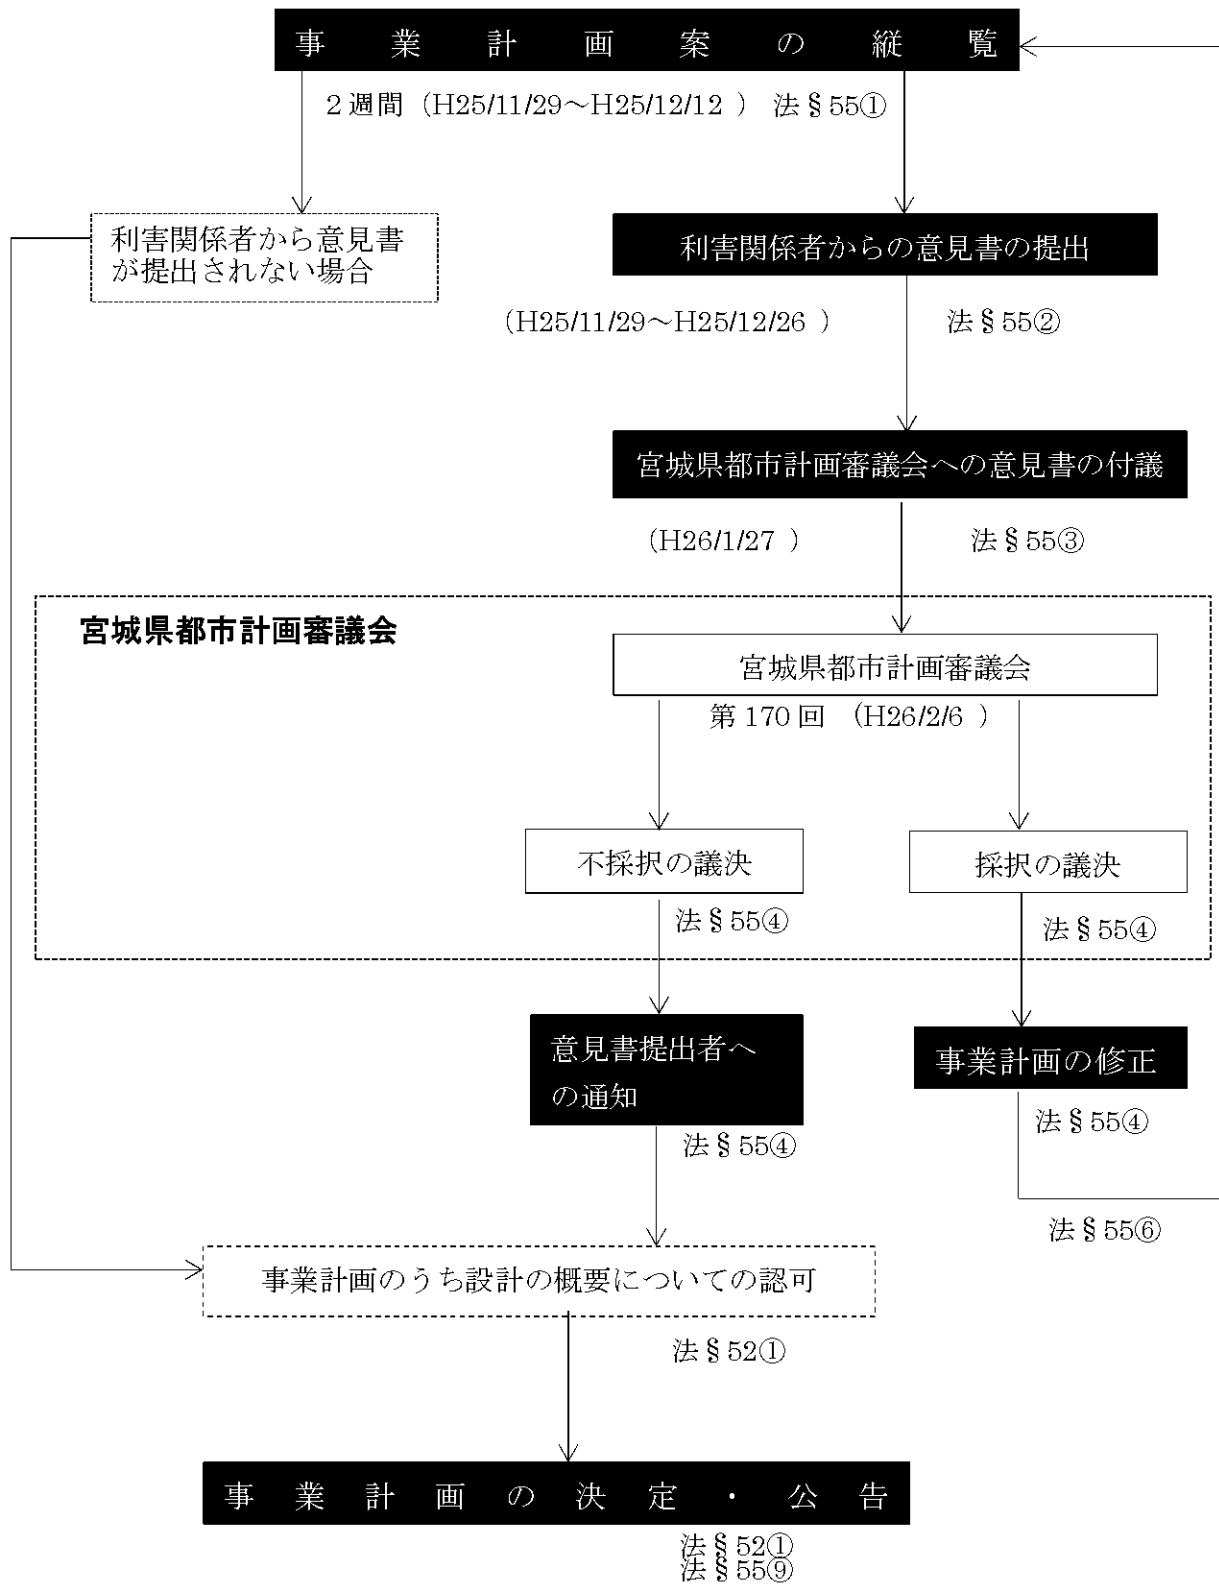 事業計画案の縦覧
2週間（H25/11/29～H25/12/12 ） 法§55①
利害関係者から意見書
が提出されない場合
利害関係者からの意見書の提出
（H25/11/29～H25/12/26 ） 法§55②
宮城県都市計画審議会への意見書の付議
（H26/1/27 ） 法§55③
宮城県都市計画審議会
宮城県都市計画審議会
第170回 （H26/2/6 ）
不採択の議決
採択の議決
法§55④
法§55④
意見書提出者へ
の通知
事業計画の修正
法§55④
法§55④
法§55⑥
事業計画のうち設計の概要についての認可
法§52①
事業計画の決定・公告
法§52①
法§55⑨